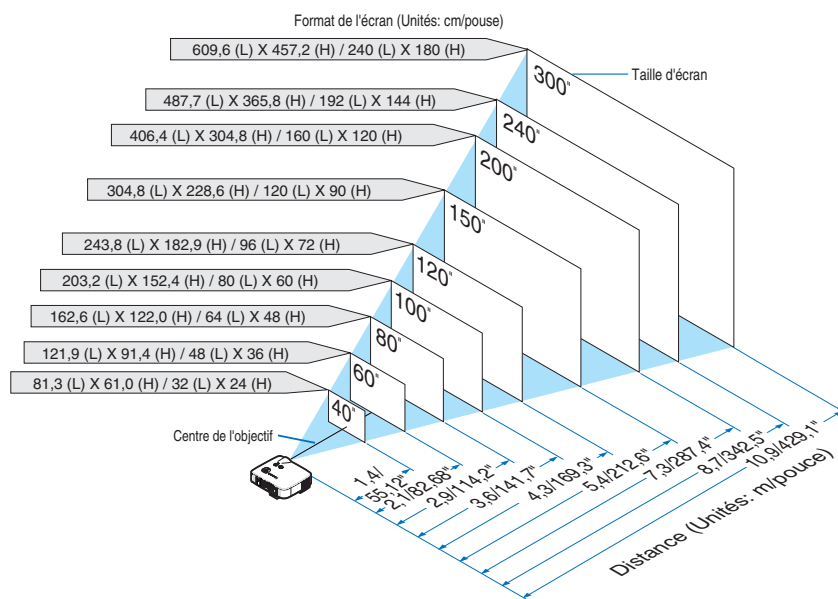 Format de l'écran (Unités: cm/pouse)
609,6 (L) X 457,2 (H) / 240 (L) X 180 (H)
Taille d'écran
300"
487,7 (L) X 365,8 (H) / 192 (L) X 144 (H)
240"
406,4 (L) X 304,8 (H) / 160 (L) X 120 (H)
200"
304,8 (L) X 228,6 (H) / 120 (L) X 90 (H)
150"
243,8 (L) X 182,9 (H) / 96 (L) X 72 (H)
120"
203,2 (L) X 152,4 (H) / 80 (L) X 60 (H)
100"
162,6 (L) X 122,0 (H) / 64 (L) X 48 (H)
80"
121,9 (L) X 91,4 (H) / 48 (L) X 36 (H)
60"
81,3 (L) X 61,0 (H) / 32 (L) X 24 (H)
40"
Centre de l'objectif
1,4/
55,12"
2,1/82,68"
2,9/114,2"
3,6/141,7"
4,3/169,3"
5,4/212,6"
7,3/287,4"
8,7/342,5"
10,9/429,1"
Distance (Unités: m/pouce)